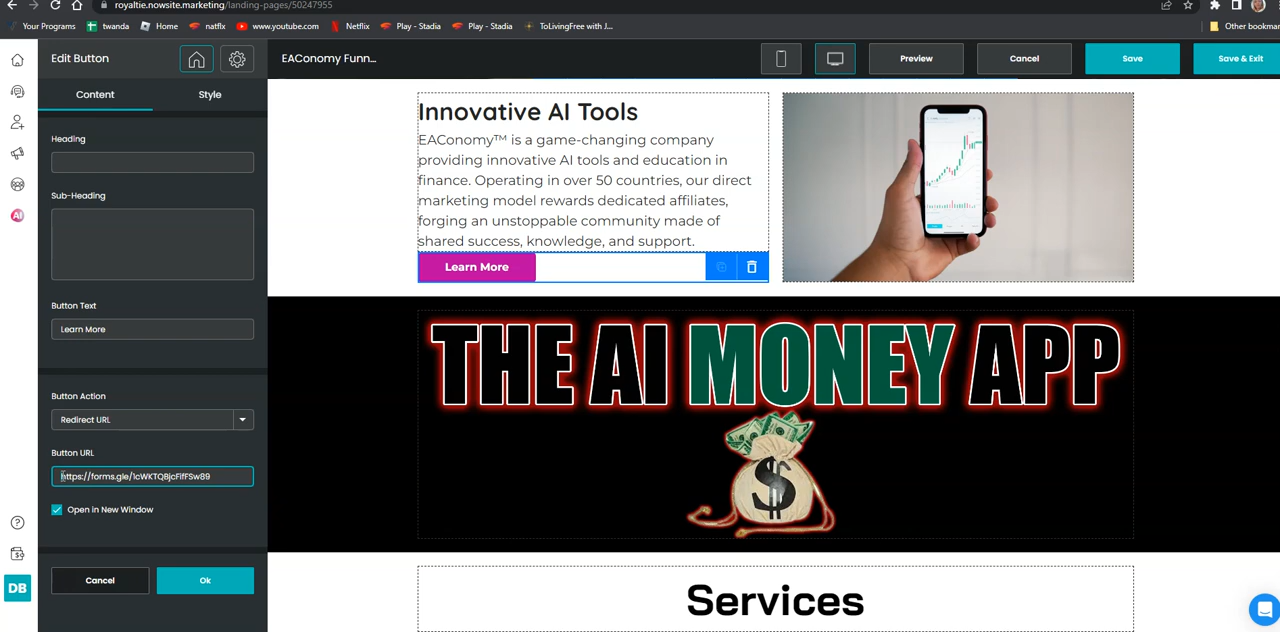 royaltie.nowsite.marketing/landing-pages/50247955
Your Programs
twanda
Home
natflx
www.youtube.com
Netflix
Play - Stadia
Play - Stadia
ToLivingFree with J...
Other bookmar
Edit Button
EAConomy Funn...
Preview
Cancel
Save
Save & Exit
Content
Style
Heading
Sub-Heading
Button Text
Learn More
Button Action
Redirect URL
Button URL
https://forms.gle/1cWKTQBjcFifFSw89
Open in New Window
Cancel
Ok
AI
DB
Innovative AI Tools
EAConomy™ is a game-changing company
providing innovative AI tools and education in
finance. Operating in over 50 countries, our direct
marketing model rewards dedicated affiliates,
forging an unstoppable community made of
shared success, knowledge, and support.
Learn More
THE AI MONEY APP
$
Services